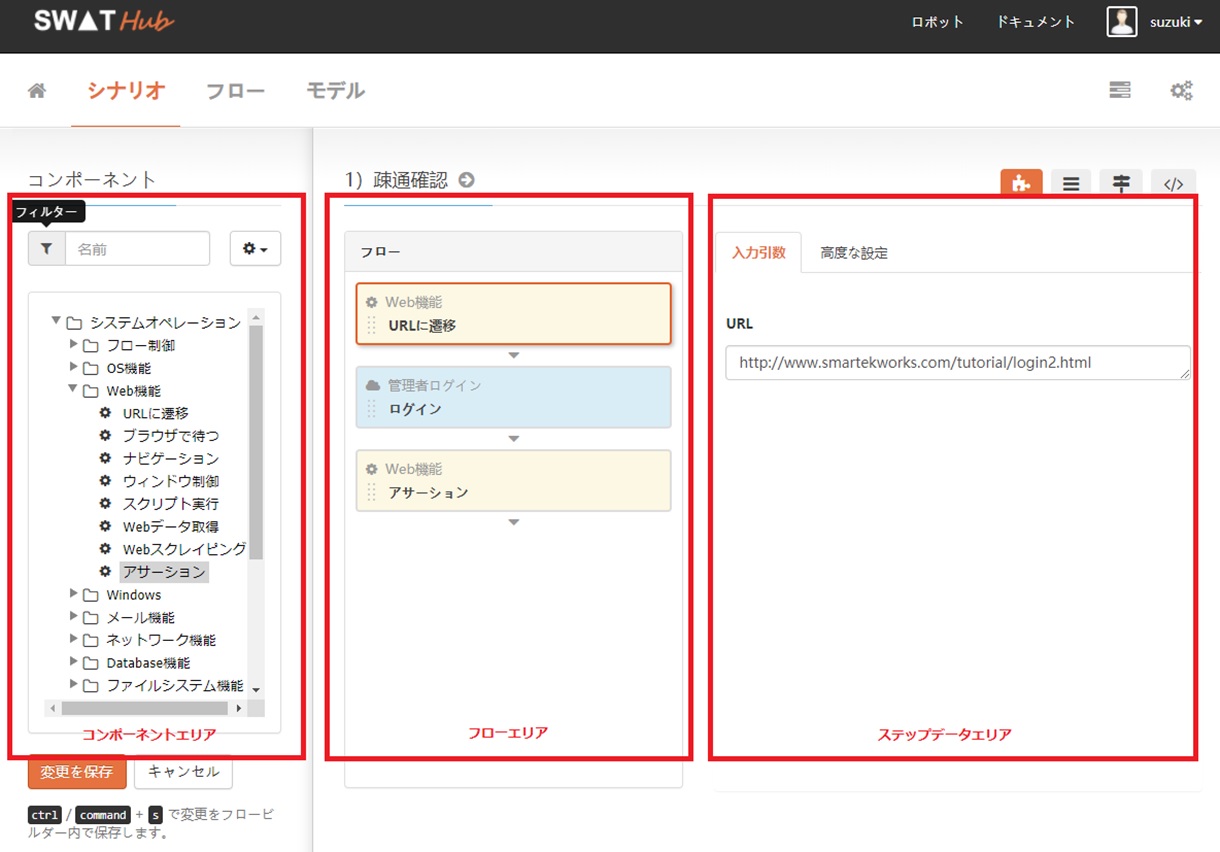 SWAT Hub
ロボット
ドキュメント
suzuki
シナリオ
フロー
モデル
コンポーネント
フィルター
名前
システムオペレーション
フロー制御
OS機能
Web機能
URLに遷移
ブラウザで待つ
ナビゲーション
ウィンドウ制御
スクリプト実行
Webデータ取得
Webスクレイピング
アサーション
Windows
メール機能
ネットワーク機能
Database機能
ファイルシステム機能
コンポーネントエリア
変更を保存
キャンセル
ctrl / command + s で変更をフロービ
ルダー内で保存します。
1) 疎通確認
フロー
Web機能
URLに遷移
管理者ログイン
ログイン
Web機能
アサーション
フローエリア
</>
入力引数
高度な設定
URL
http://www.smartekworks.com/tutorial/login2.html
ステップデータエリア